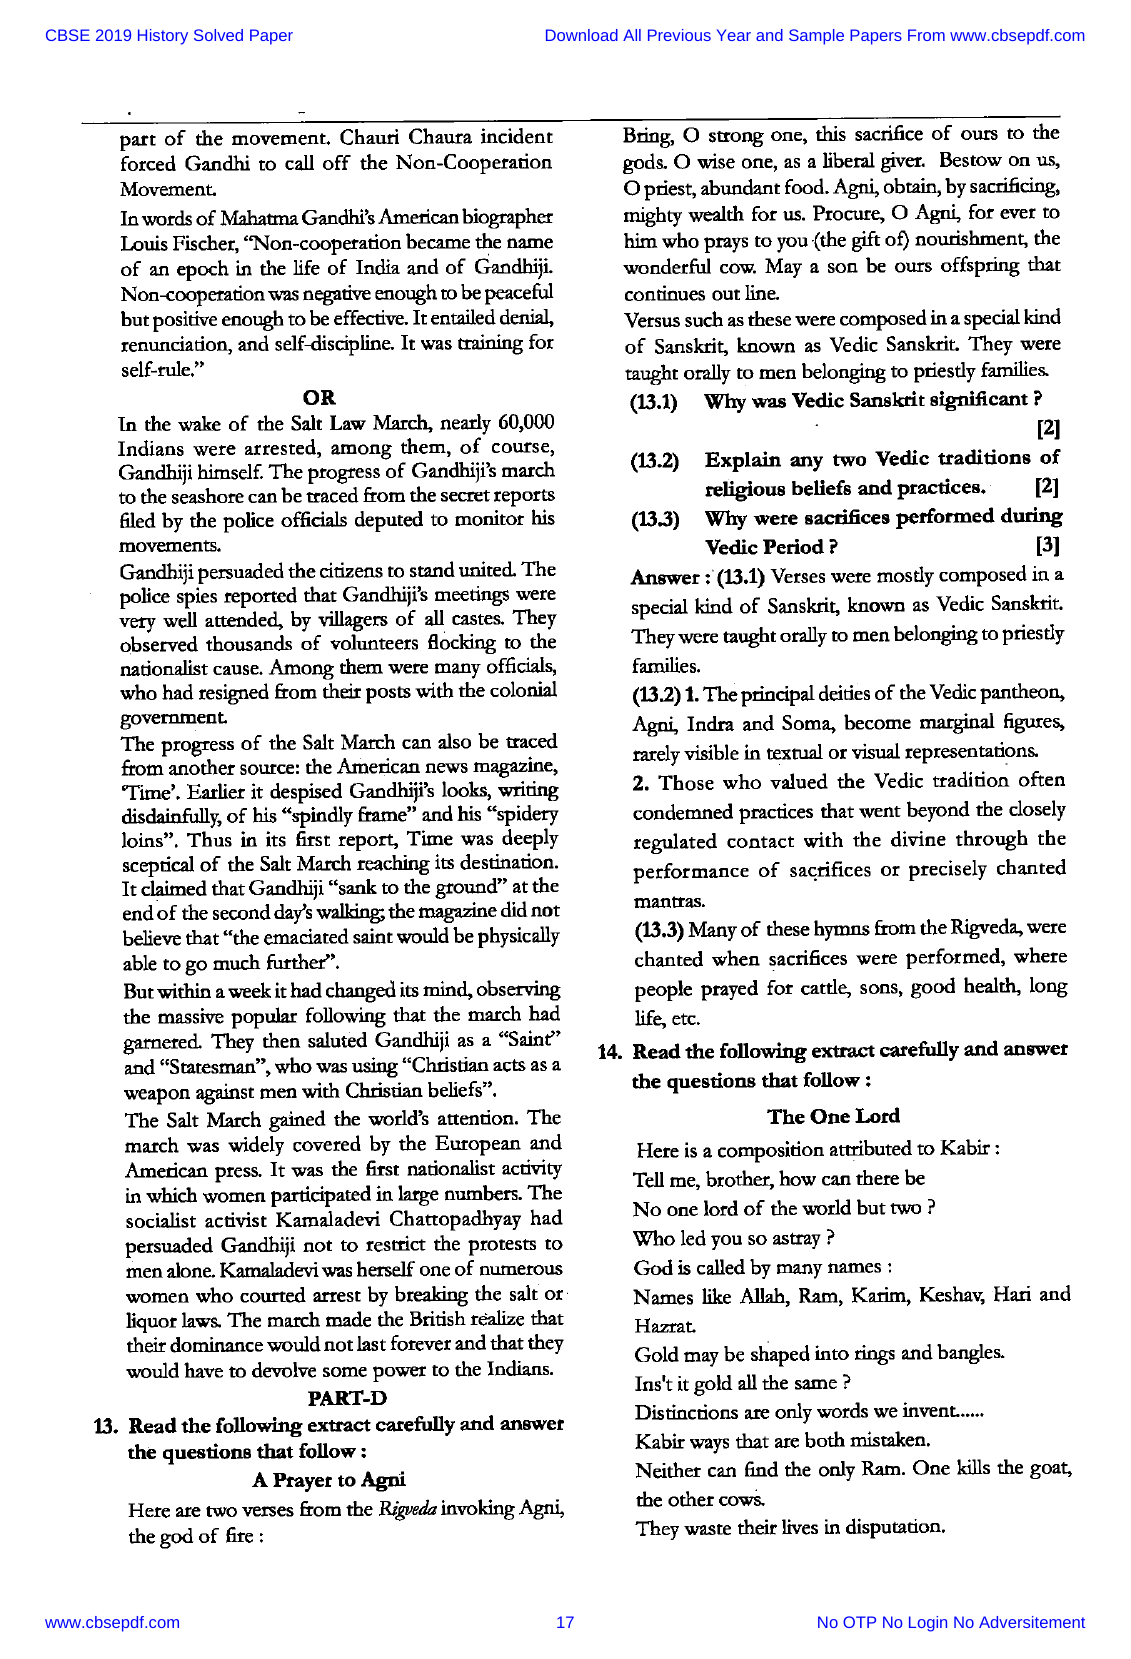 CBSE 2019 History Solved Paper
Download All Previous Year and Sample Papers From www.cbsepdf.com
part of the movement. Chauri Chaura incident
forced Gandhi to call off the Non-Cooperation
Movement.
In words of Mahatma Gandhi's American biographer
Louis Fischer, “Non-cooperation became the name
of an epoch in the life of India and of Gandhiji.
Non-cooperation was negative enough to be peaceful
but positive enough to be effective. It entailed denial,
renunciation, and self-discipline. It was training for
self-rule.”
OR
In the wake of the Salt Law March, nearly 60,000
Indians were arrested, among them, of course,
Gandhiji himself. The progress of Gandhiji's march
to the seashore can be traced from the secret reports
filed by the police officials deputed to monitor his
movements.
Gandhiji persuaded the citizens to stand united. The
police spies reported that Gandhiji's meetings were
very well attended, by villagers of all castes. They
observed thousands of volunteers flocking to the
nationalist cause. Among them were many officials,
who had resigned from their posts with the colonial
government.
The progress of the Salt March can also be traced
from another source: the American news magazine,
‘Time’. Earlier it despised Gandhiji's looks, writing
disdainfully, of his “spindly frame” and his “spidery
loins”. Thus in its first report, Time was deeply
sceptical of the Salt March reaching its destination.
It claimed that Gandhiji “sank to the ground” at the
end of the second day's walking; the magazine did not
believe that “the emaciated saint would be physically
able to go much further”.
But within a week it had changed its mind, observing
the massive popular following that the march had
garnered. They then saluted Gandhiji as a “Saint”
and “Statesman”, who was using “Christian acts as a
weapon against men with Christian beliefs”.
The Salt March gained the world's attention. The
march was widely covered by the European and
American press. It was the first nationalist activity
in which women participated in large numbers. The
socialist activist Kamaladevi Chattopadhyay had
persuaded Gandhiji not to restrict the protests to
men alone. Kamaladevi was herself one of numerous
women who courted arrest by breaking the salt or
liquor laws. The march made the British realize that
their dominance would not last forever and that they
would have to devolve some power to the Indians.
PART-D
13. Read the following extract carefully and answer
the questions that follow :
A Prayer to Agni
Here are two verses from the Rigveda invoking Agni,
the god of fire :
Bring, O strong one, this sacrifice of ours to the
gods. O wise one, as a liberal giver. Bestow on us,
O priest, abundant food. Agni, obtain, by sacrificing,
mighty wealth for us. Procure, O Agni, for ever to
him who prays to you (the gift of) nourishment, the
wonderful cow. May a son be ours offspring that
continues out line.
Versus such as these were composed in a special kind
of Sanskrit, known as Vedic Sanskrit. They were
taught orally to men belonging to priestly families.
(13.1) Why was Vedic Sanskrit significant ?
[2]
(13.2) Explain any two Vedic traditions of
religious beliefs and practices. [2]
(13.3) Why were sacrifices performed during
Vedic Period ? [3]
Answer : (13.1) Verses were mostly composed in a
special kind of Sanskrit, known as Vedic Sanskrit.
They were taught orally to men belonging to priestly
families.
(13.2) 1. The principal deities of the Vedic pantheon,
Agni, Indra and Soma, become marginal figures,
rarely visible in textual or visual representations.
2. Those who valued the Vedic tradition often
condemned practices that went beyond the closely
regulated contact with the divine through the
performance of sacrifices or precisely chanted
mantras.
(13.3) Many of these hymns from the Rigveda, were
chanted when sacrifices were performed, where
people prayed for cattle, sons, good health, long
life, etc.
14. Read the following extract carefully and answer
the questions that follow :
The One Lord
Here is a composition attributed to Kabir :
Tell me, brother, how can there be
No one lord of the world but two ?
Who led you so astray ?
God is called by many names :
Names like Allah, Ram, Karim, Keshav, Hari and
Hazrat.
Gold may be shaped into rings and bangles.
Ins't it gold all the same ?
Distinctions are only words we invent......
Kabir ways that are both mistaken.
Neither can find the only Ram. One kills the goat,
the other cows.
They waste their lives in disputation.
www.cbsepdf.com
17
No OTP No Login No Adversitement